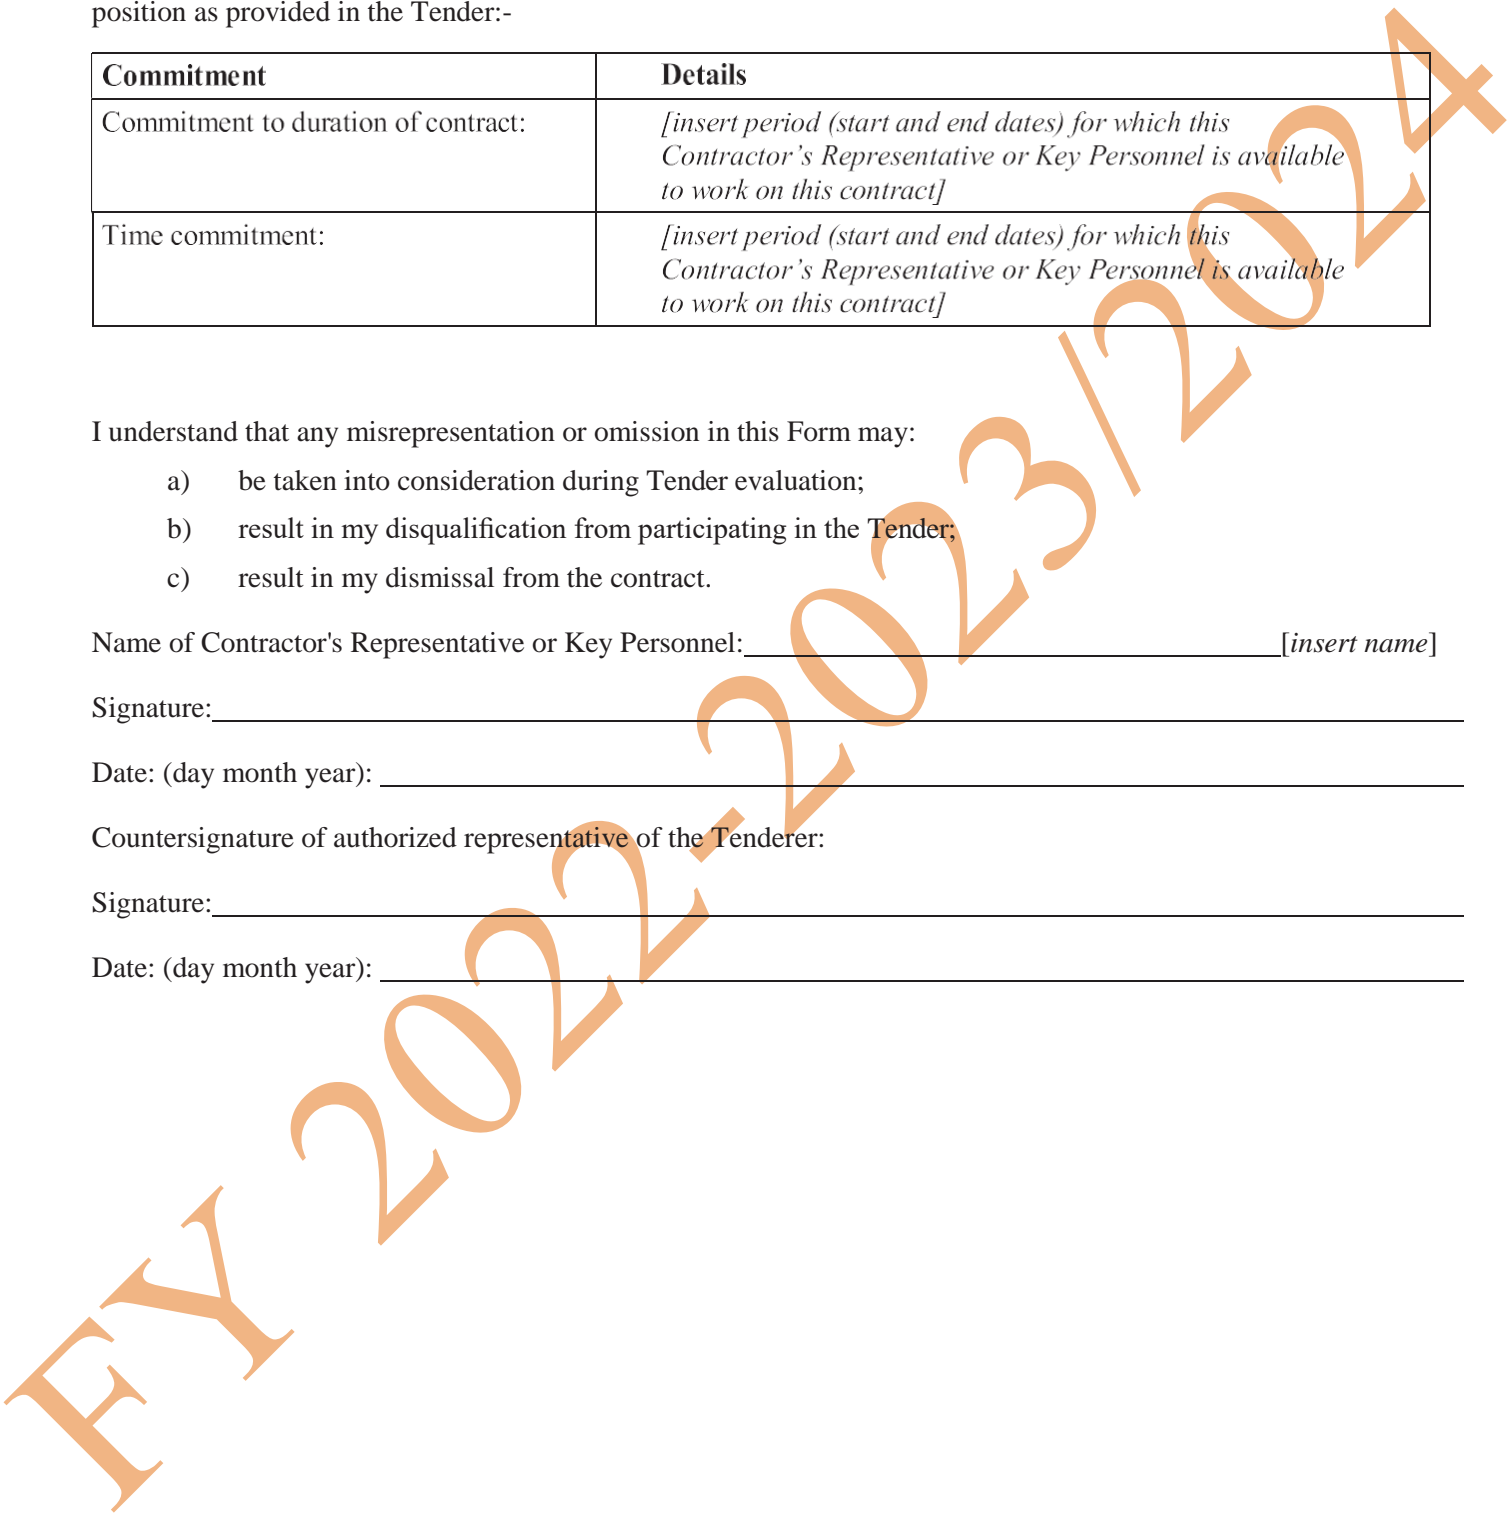 position as provided in the Tender:-
Commitment Details
Commitment to duration of contract: [insert period (start and end dates) for which this
Contractor’s Representative or Key Personnel is available
to work on this contract]
Time commitment: [insert period (start and end dates) for which this
Contractor’s Representative or Key Personnel is available
to work on this contract]
I understand that any misrepresentation or omission in this Form may:
a) be taken into consideration during Tender evaluation;
b) result in my disqualification from participating in the Tender;
c) result in my dismissal from the contract.
Name of Contractor's Representative or Key Personnel: [insert name]
Signature:
Date: (day month year):
Countersignature of authorized representative of the Tenderer:
Signature:
Date: (day month year):
FY 2022-2023/2024